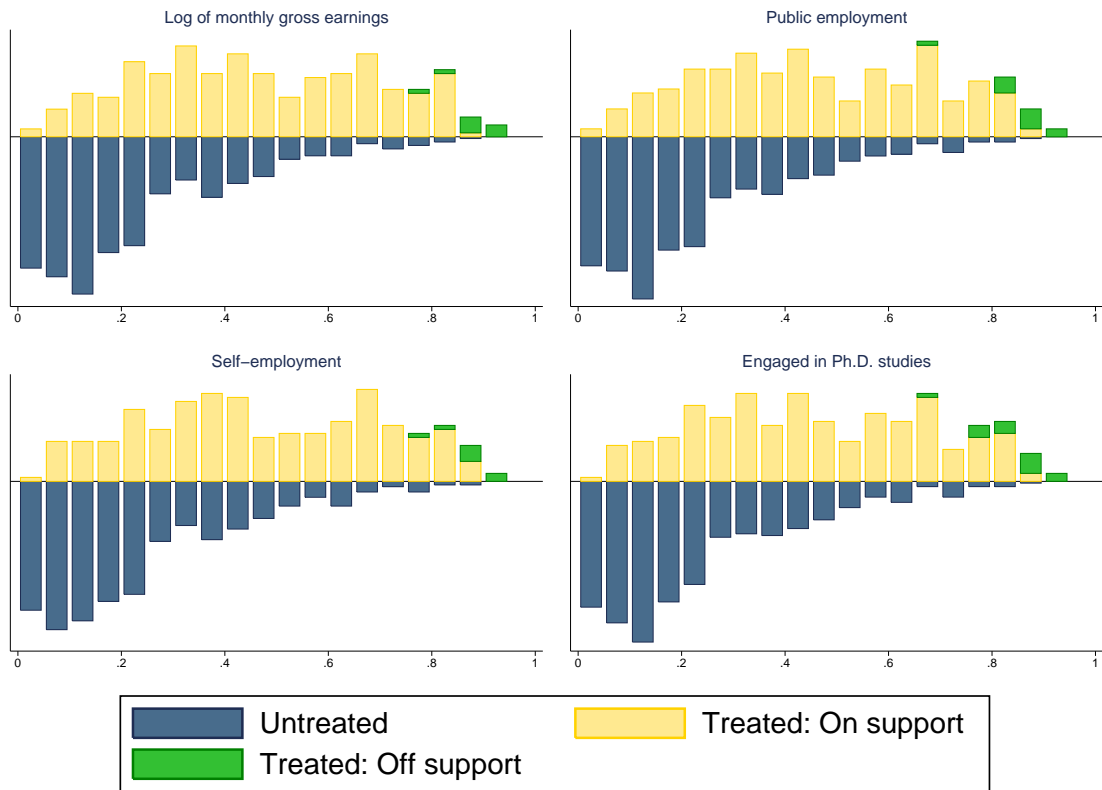 Log of monthly gross earnings
Public employment
0 .2 .4 .6 .8 1
0 .2 .4 .6 .8 1
Self−employment
Engaged in Ph.D. studies
0 .2 .4 .6 .8 1
0 .2 .4 .6 .8 1
Untreated
Treated: On support
Treated: Off support